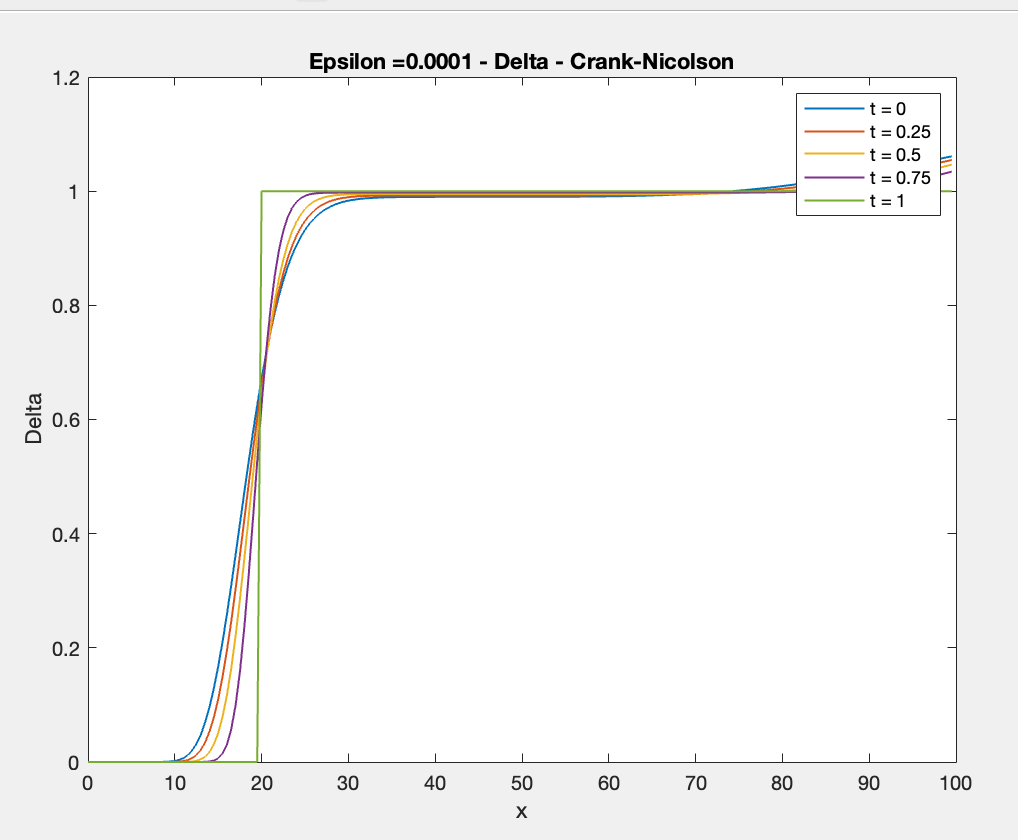 Epsilon =0.0001 - Delta - Crank-Nicolson
1.2
1
0.8
0.6
0.4
0.2
0
Delta
t = 0
t = 0.25
t = 0.5
t = 0.75
t = 1
0 10 20 30 40 50 60 70 80 90 100
x